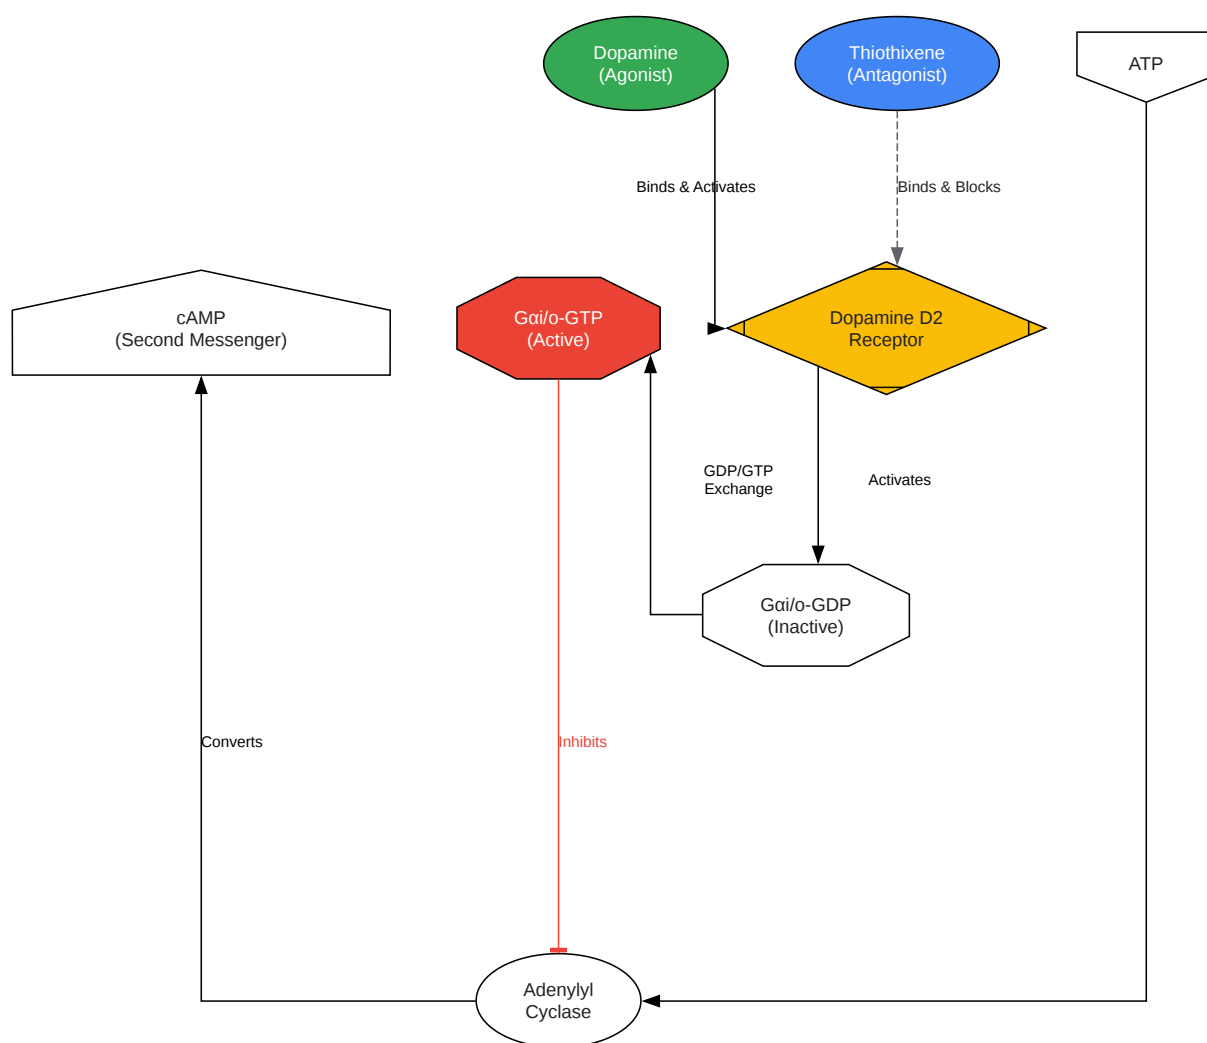 Dopamine
(Agonist)
Thiothixene
(Antagonist)
ATP
Binds & Activates
Binds & Blocks
cAMP
(Second Messenger)
Gαi/o-GTP
(Active)
Dopamine D2
Receptor
GDP/GTP
Exchange
Activates
Gαi/o-GDP
(Inactive)
Converts
Inhibits
Adenylyl
Cyclase